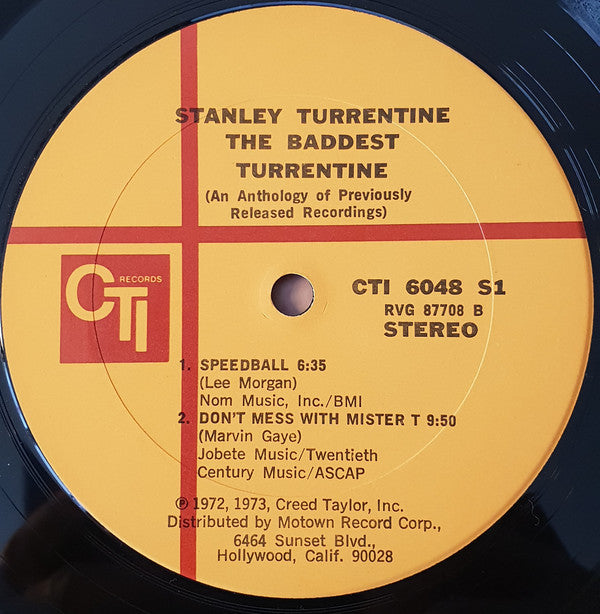 STANLEY TURRENTINE
THE BADDEST
TURRENTINE
(An Anthology of Previously
Released Recordings)
CTI RECORDS
CTI 6048 S1
RVG 87708 B
STEREO
1. SPEEDBALL 6:35
(Lee Morgan)
Nom Music, Inc./BMI
2. DON'T MESS WITH MISTER T 9:50
(Marvin Gaye)
Jobete Music/Twentieth
Century Music/ASCAP
℗ 1972, 1973, Creed Taylor, Inc.
Distributed by Motown Record Corp.,
6464 Sunset Blvd.,
Hollywood, Calif. 90028